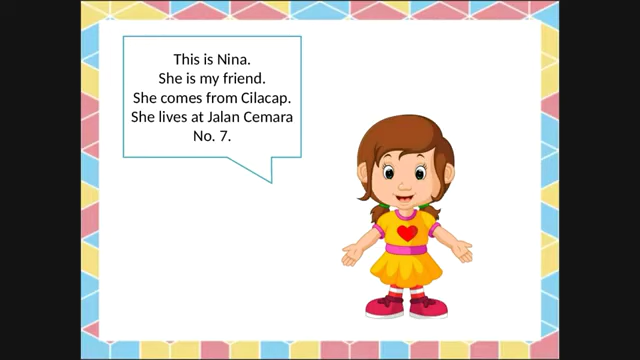 This is Nina.
She is my friend.
She comes from Cilacap.
She lives at Jalan Cemara
No. 7.